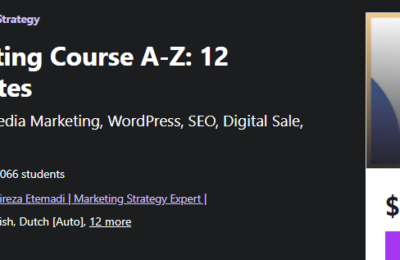 Strategy
ting Course A-Z: 12
tes
edia Marketing, WordPress, SEO, Digital Sale,
066 students
ireza Etemadi | Marketing Strategy Expert |
ish, Dutch [Auto], 12 more
$